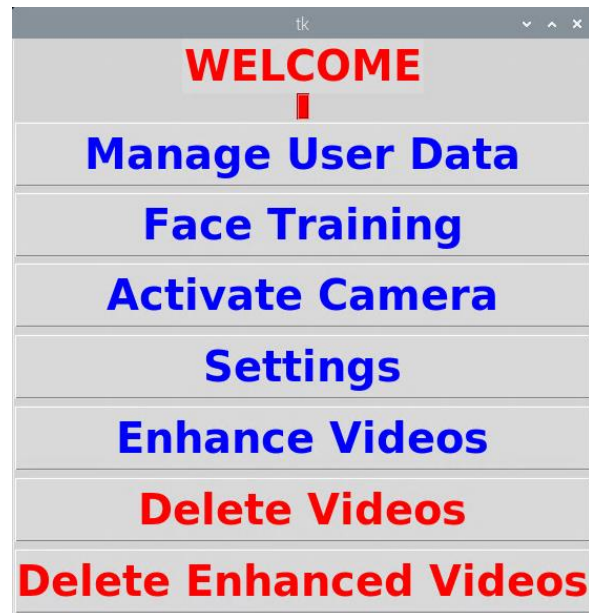 tk
WELCOME
Manage User Data
Face Training
Activate Camera
Settings
Enhance Videos
Delete Videos
Delete Enhanced Videos